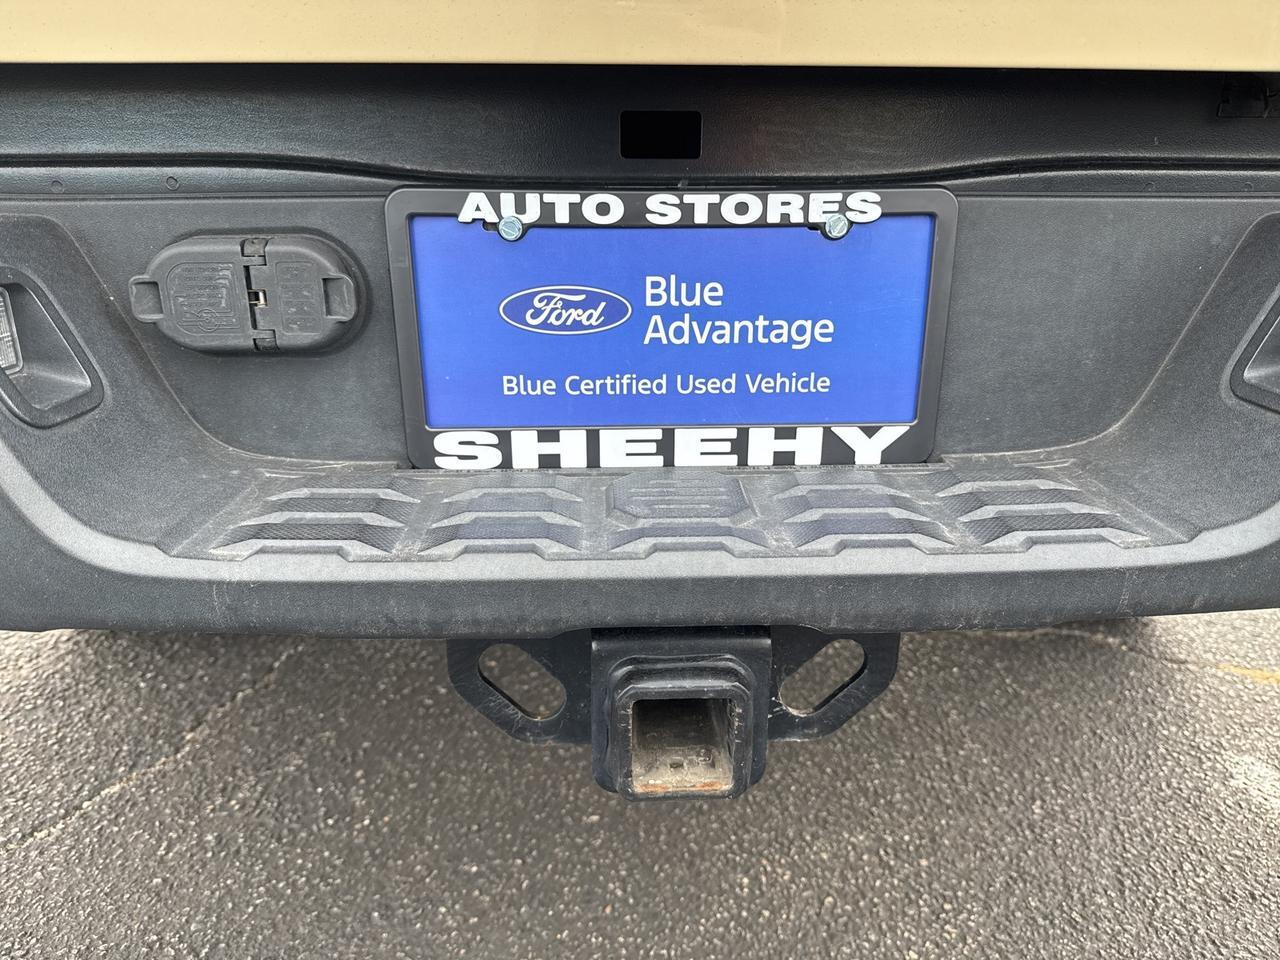 AUTO STORES
Ford
Blue
Advantage
Blue Certified Used Vehicle
SHEEHY